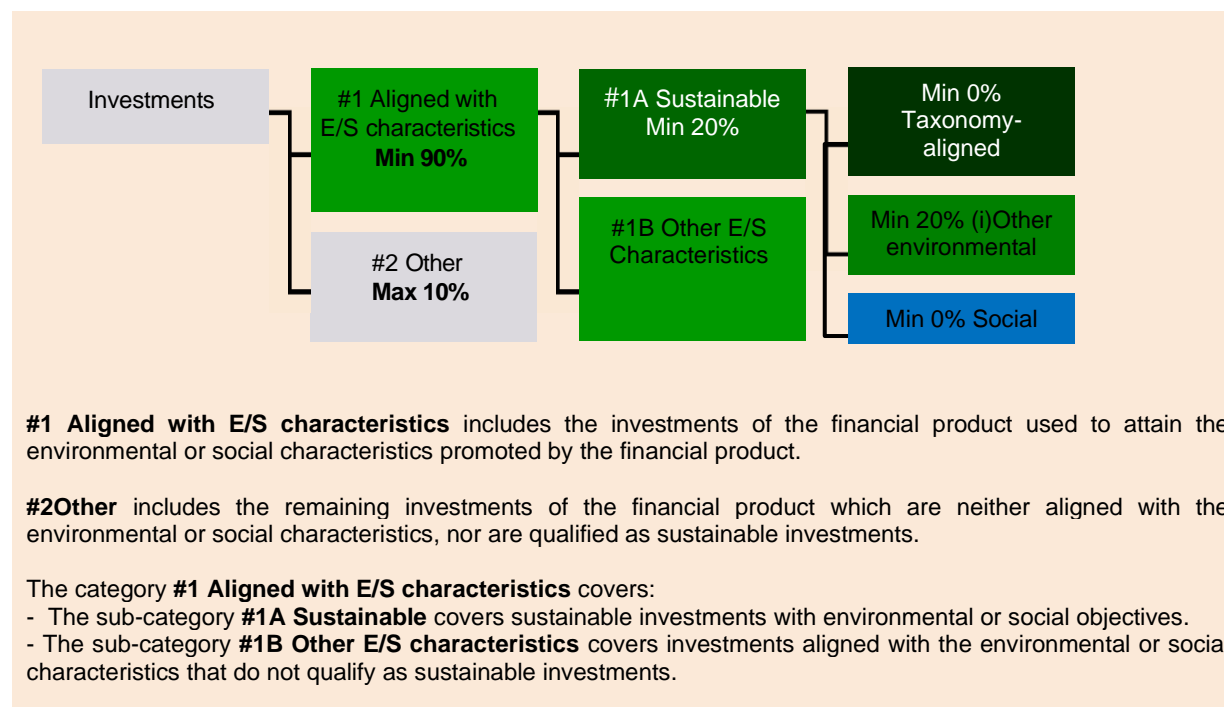 Investments
#1 Aligned with
E/S characteristics
Min 90%
#2 Other
Max 10%
#1A Sustainable
Min 20%
#1B Other E/S
Characteristics
Min 0%
Taxonomy-
aligned
Min 20% (i)Other
environmental
Min 0% Social
#1 Aligned with E/S characteristics includes the investments of the financial product used to attain the
environmental or social characteristics promoted by the financial product.
#2Other includes the remaining investments of the financial product which are neither aligned with the
environmental or social characteristics, nor are qualified as sustainable investments.
The category #1 Aligned with E/S characteristics covers:
- The sub-category #1A Sustainable covers sustainable investments with environmental or social objectives.
- The sub-category #1B Other E/S characteristics covers investments aligned with the environmental or social
characteristics that do not qualify as sustainable investments.